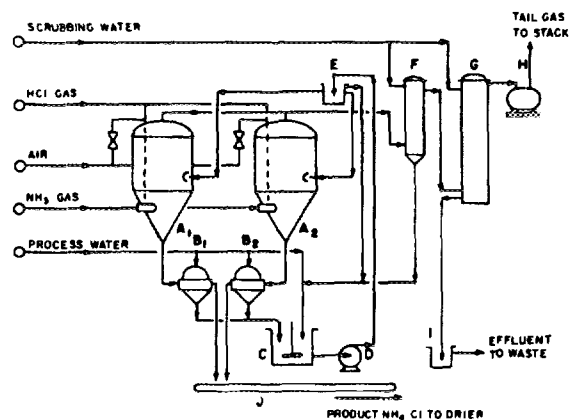 SCRUBBING WATER
TAIL GAS
TO STACK
E
F
G
H
HCl GAS
AIR
C
C
NH₃ GAS
A₁
A₂
PROCESS WATER
B₁
B₂
C
D
I
EFFLUENT
TO WASTE
J
PRODUCT NH₄ Cl TO DRIER